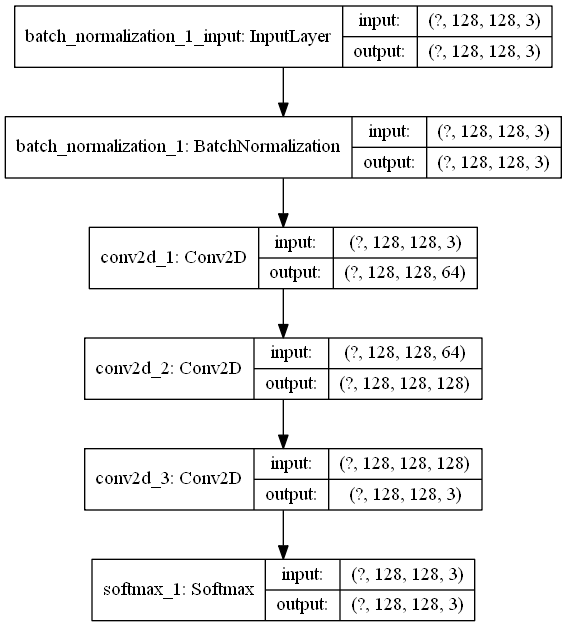 batch_normalization_1_input: InputLayer
input: (?, 128, 128, 3)
output: (?, 128, 128, 3)
batch_normalization_1: BatchNormalization
input: (?, 128, 128, 3)
output: (?, 128, 128, 3)
conv2d_1: Conv2D
input: (?, 128, 128, 3)
output: (?, 128, 128, 64)
conv2d_2: Conv2D
input: (?, 128, 128, 64)
output: (?, 128, 128, 128)
conv2d_3: Conv2D
input: (?, 128, 128, 128)
output: (?, 128, 128, 3)
softmax_1: Softmax
input: (?, 128, 128, 3)
output: (?, 128, 128, 3)